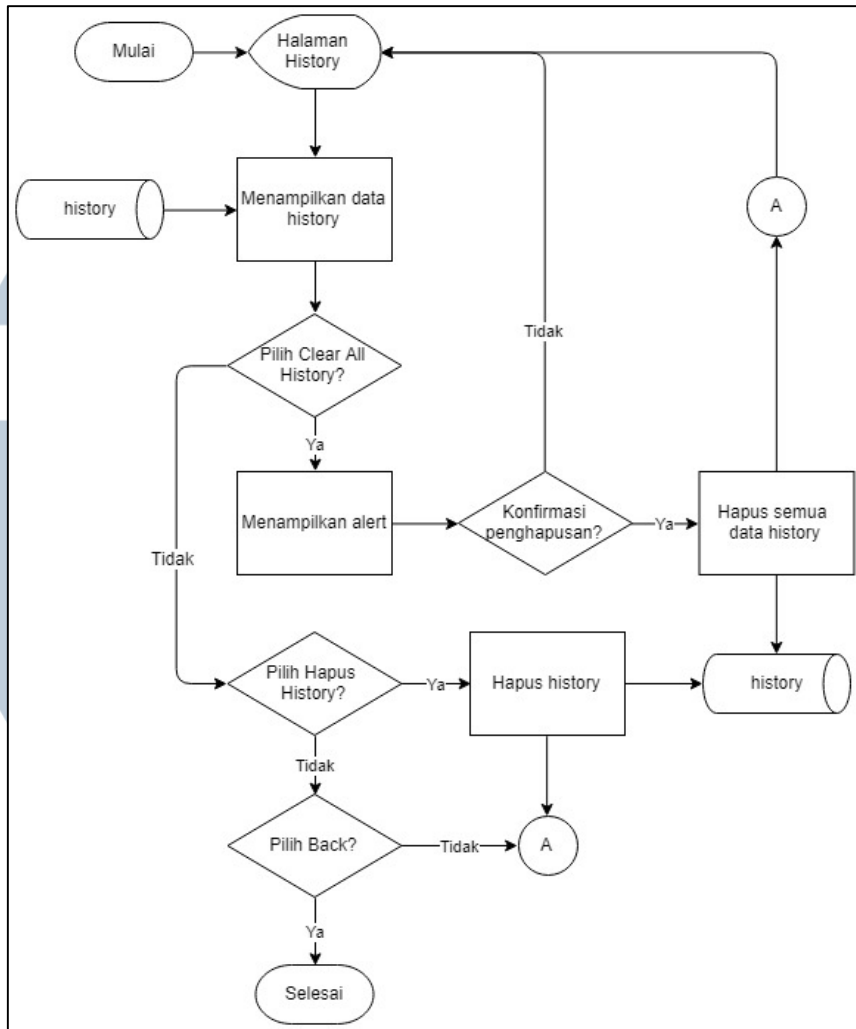 Mulai
Halaman
History
history
Menampilkan data
history
A
Tidak
Pilih Clear All
History?
Ya
Menampilkan alert
Konfirmasi
penghapusan?
Ya
Hapus semua
data history
Tidak
Pilih Hapus
History?
Ya
Hapus history
history
Tidak
Pilih Back?
Tidak
A
Ya
Selesai